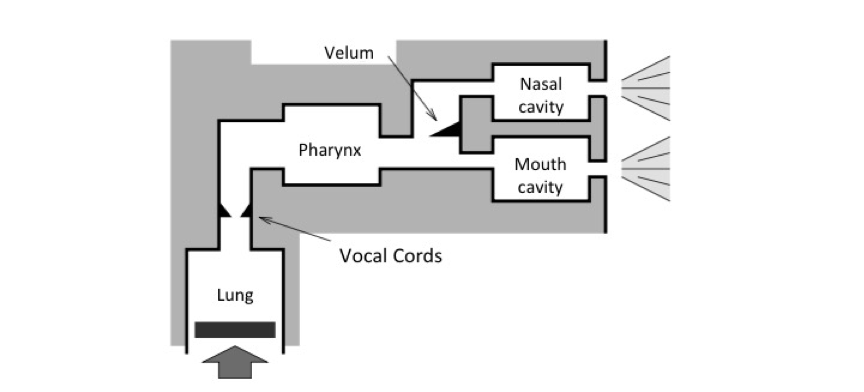 Velum
Nasal
cavity
Pharynx
Mouth
cavity
Vocal Cords
Lung